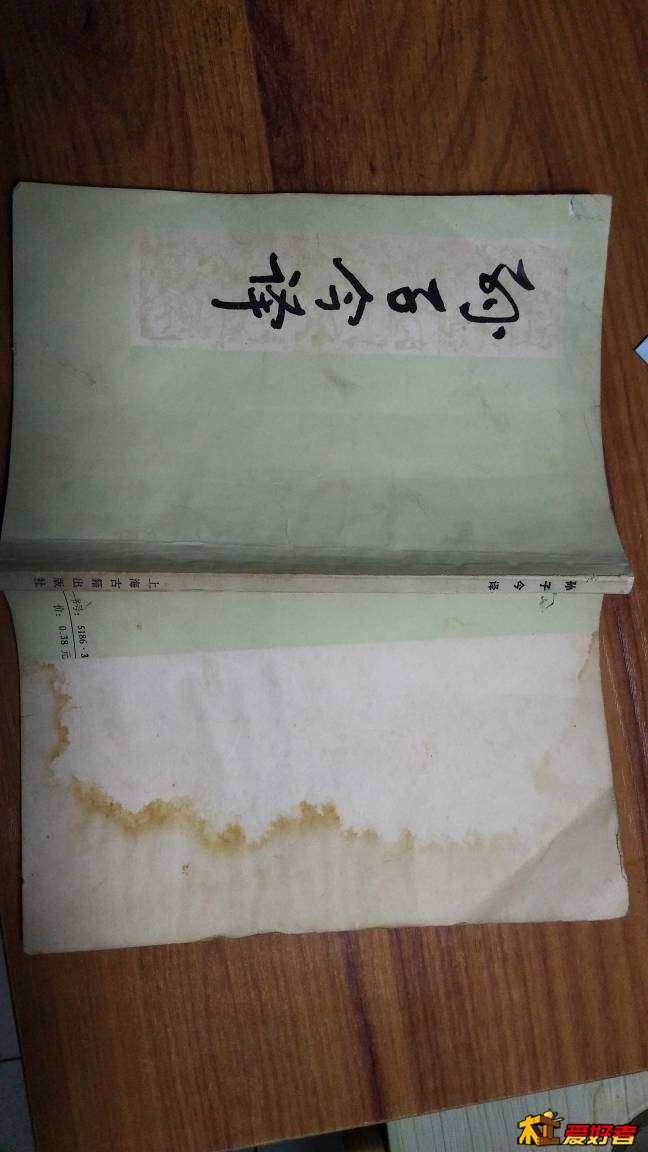 孙子今译
孙子今译
上海古籍出版社
书号：5186·3
价：0.38元
杠爱好者